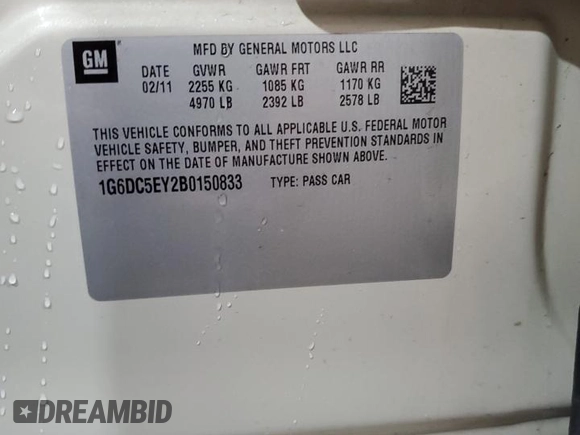 GM
MFD BY GENERAL MOTORS LLC
DATE GVWR GAWR FRT GAWR RR
02/11 2255 KG 1085 KG 1170 KG
4970 LB 2392 LB 2578 LB
THIS VEHICLE CONFORMS TO ALL APPLICABLE U.S. FEDERAL MOTOR
VEHICLE SAFETY, BUMPER, AND THEFT PREVENTION STANDARDS IN
EFFECT ON THE DATE OF MANUFACTURE SHOWN ABOVE.
1G6DC5EY2B0150833 TYPE: PASS CAR
DREAMBID